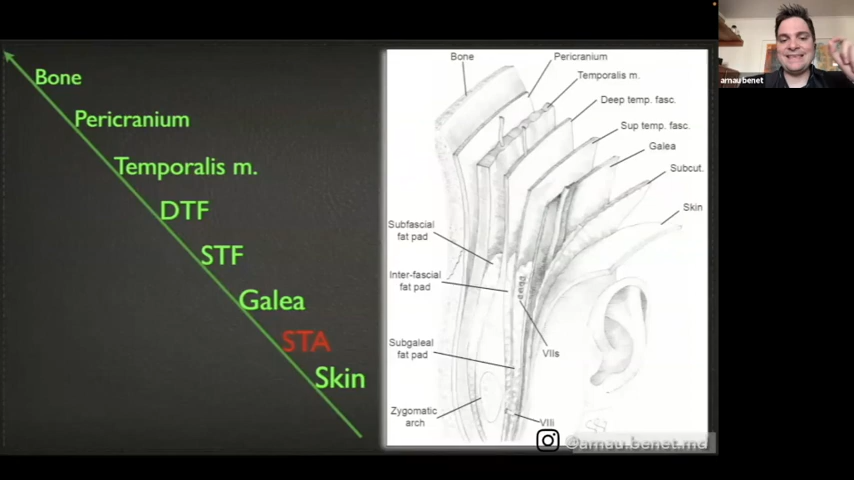 Bone
Pericranium
Temporalis m.
DTF
STF
Galea
STA
Skin
Bone
Pericranium
Temporalis m.
Deep temp. fasc.
Sup temp. fasc.
Galea
Subcut.
Skin
Subfascial
fat pad
Inter-fascial
fat pad
Subgaleal
fat pad
VIIs
Zygomatic
arch
VIIi
@arnau.benet.md
arnau benet